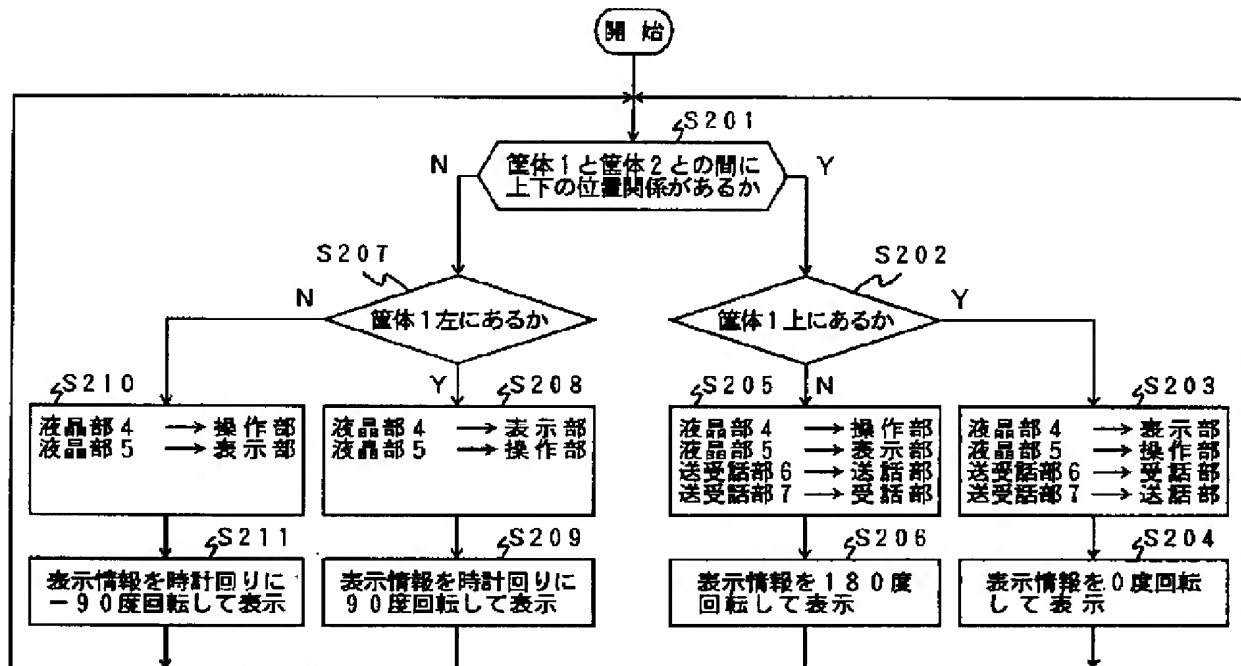 開始
S201
N
筐体1と筐体2との間に
上下の位置関係があるか
Y
S207
N
筐体1左にあるか
Y
S202
筐体1上にあるか
Y
N
S210
液晶部4 → 操作部
液晶部5 → 表示部
S208
液晶部4 → 表示部
液晶部5 → 操作部
S205
液晶部4 → 操作部
液晶部5 → 表示部
送受話部6 → 送話部
送受話部7 → 受話部
S203
液晶部4 → 表示部
液晶部5 → 操作部
送受話部6 → 受話部
送受話部7 → 送話部
S211
表示情報を時計回りに
-90度回転して表示
S209
表示情報を時計回りに
90度回転して表示
S206
表示情報を180度
回転して表示
S204
表示情報を0度回転
して表示